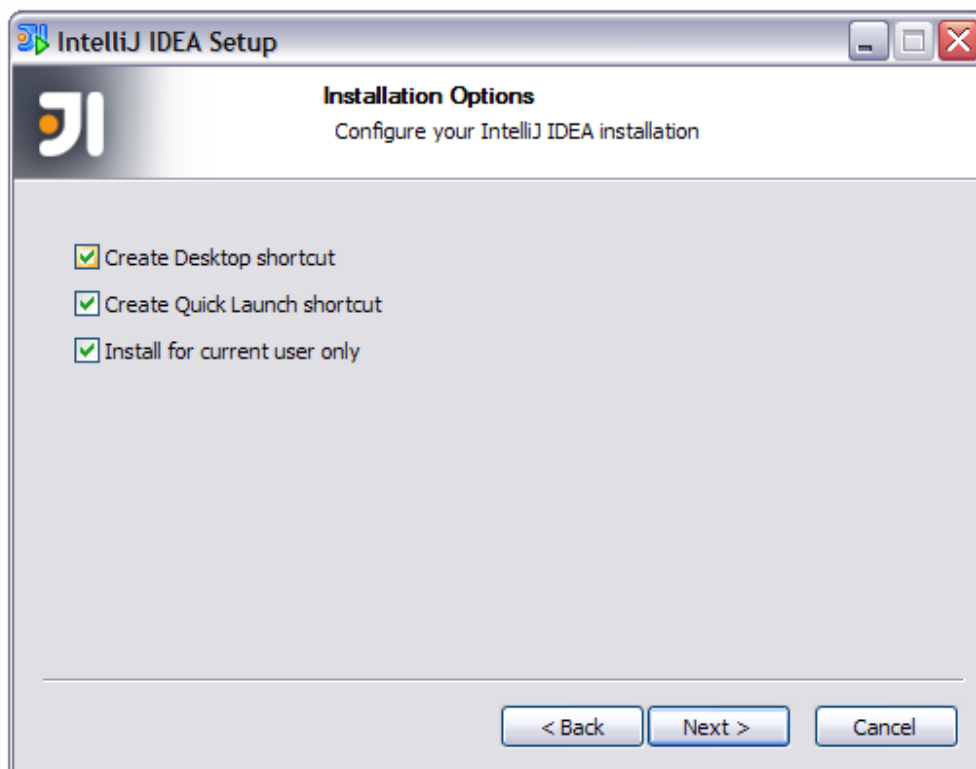 IntelliJ IDEA Setup
Installation Options
Configure your IntelliJ IDEA installation
Create Desktop shortcut
Create Quick Launch shortcut
Install for current user only
< Back
Next >
Cancel